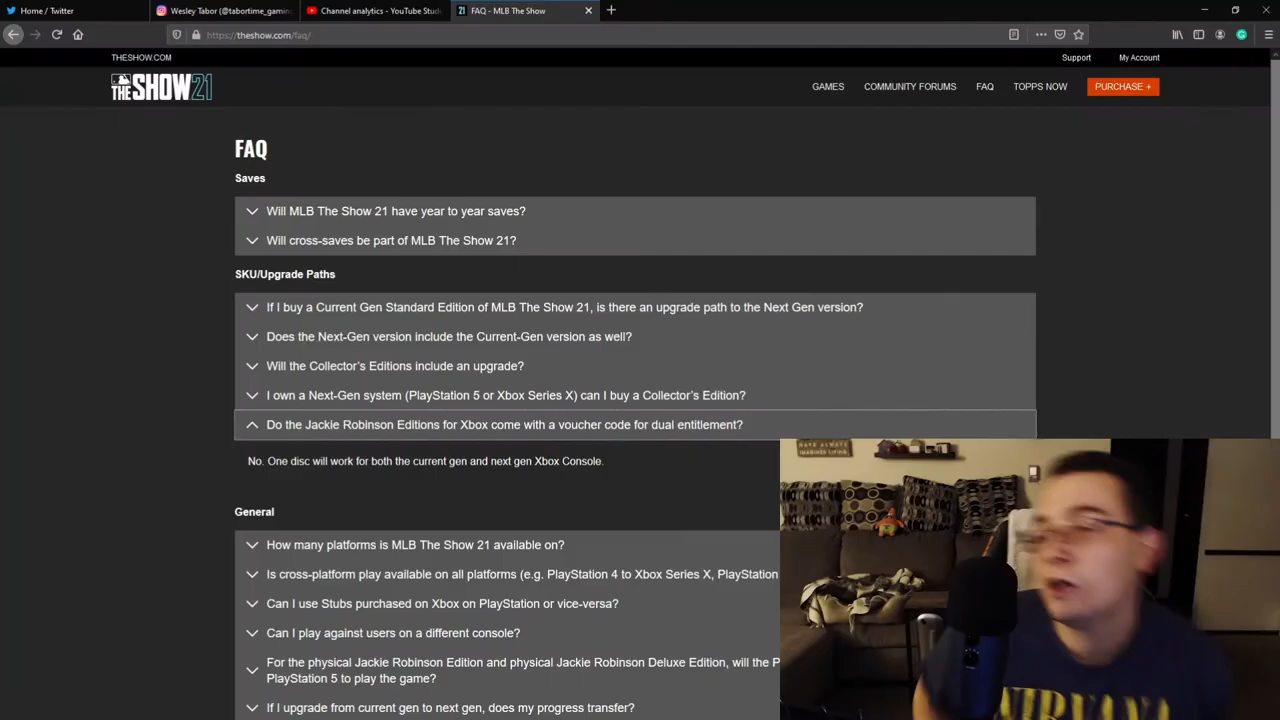 Home / Twitter
Wesley Tabor (@tabortime_gaming
Channel analytics - YouTube Stud
21 FAQ - MLB The Show
https://theshow.com/faq/
THESHOW.COM
Support
My Account
THE SHOW 21
GAMES
COMMUNITY FORUMS
FAQ
TOPPS NOW
PURCHASE +
FAQ
Saves
Will MLB The Show 21 have year to year saves?
Will cross-saves be part of MLB The Show 21?
SKU/Upgrade Paths
If I buy a Current Gen Standard Edition of MLB The Show 21, is there an upgrade path to the Next Gen version?
Does the Next-Gen version include the Current-Gen version as well?
Will the Collector's Editions include an upgrade?
I own a Next-Gen system (PlayStation 5 or Xbox Series X) can I buy a Collector's Edition?
Do the Jackie Robinson Editions for Xbox come with a voucher code for dual entitlement?
No. One disc will work for both the current gen and next gen Xbox Console.
General
How many platforms is MLB The Show 21 available on?
Is cross-platform play available on all platforms (e.g. PlayStation 4 to Xbox Series X, PlayStation
Can I use Stubs purchased on Xbox on PlayStation or vice-versa?
Can I play against users on a different console?
For the physical Jackie Robinson Edition and physical Jackie Robinson Deluxe Edition, will the P
PlayStation 5 to play the game?
If I upgrade from current gen to next gen, does my progress transfer?
NIRVANA